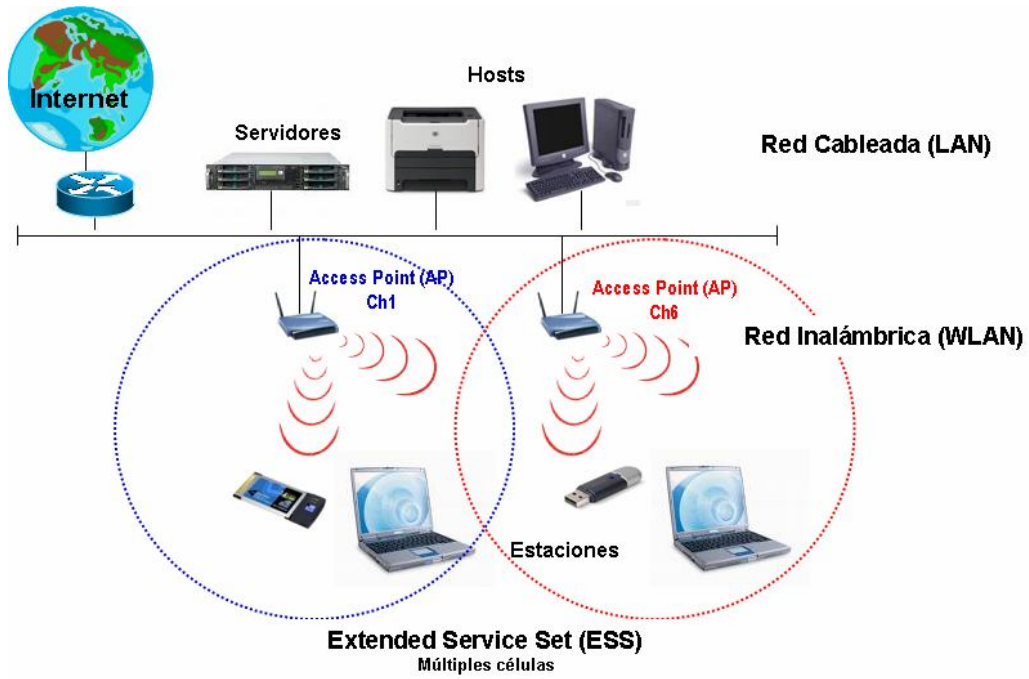 Internet
Hosts
Servidores
Red Cableada (LAN)
Access Point (AP)
Ch1
Access Point (AP)
Ch6
Red Inalámbrica (WLAN)
Estaciones
Extended Service Set (ESS)
Múltiples células